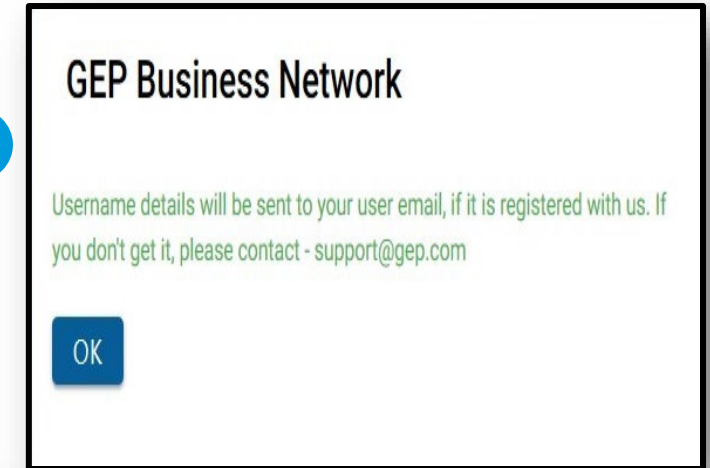 GEP Business Network
Username details will be sent to your user email, if it is registered with us. If
you don't get it, please contact - support@gep.com
OK